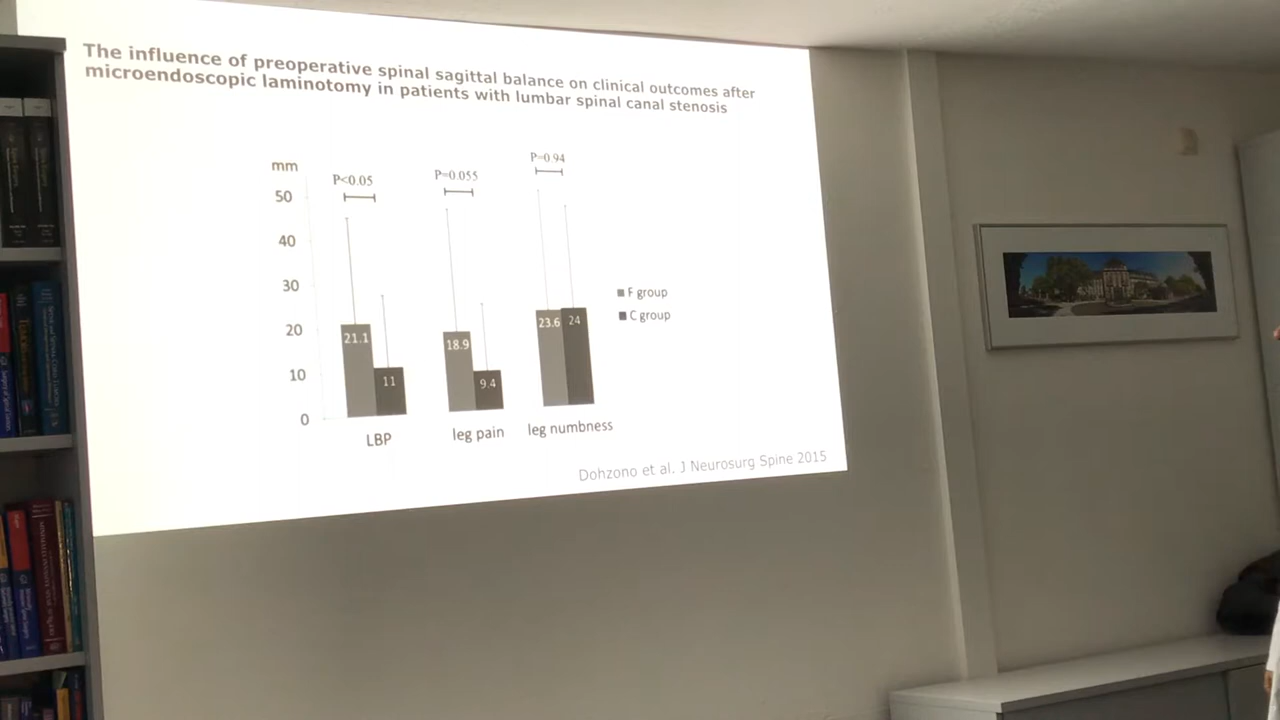 The influence of preoperative spinal sagittal balance on clinical outcomes after
microendoscopic laminotomy in patients with lumbar spinal canal stenosis
mm
P<0.05
P=0.055
P=0.94
50
40
30
20
10
0
21.1
11
18.9
9.4
23.6
24
F group
C group
LBP
leg pain
leg numbness
Dohzono et al. J Neurosurg Spine 2015